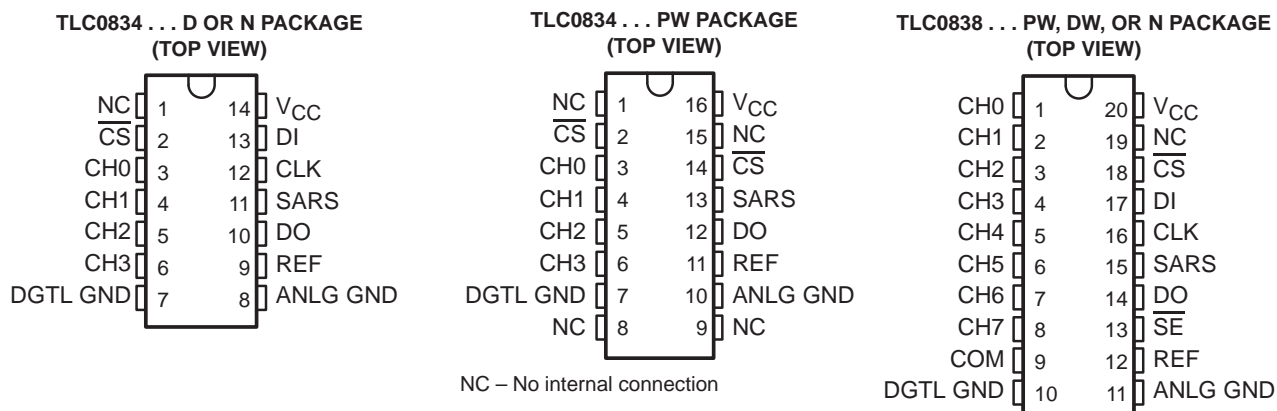 TLC0834 . . . D OR N PACKAGE
(TOP VIEW)
NC 1 14 VCC
C̅S̅ 2 13 DI
CH0 3 12 CLK
CH1 4 11 SARS
CH2 5 10 DO
CH3 6 9 REF
DGTL GND 7 8 ANLG GND
TLC0834 . . . PW PACKAGE
(TOP VIEW)
NC 1 16 VCC
C̅S̅ 2 15 NC
CH0 3 14 C̅S̅
CH1 4 13 SARS
CH2 5 12 DO
CH3 6 11 REF
DGTL GND 7 10 ANLG GND
NC 8 9 NC
NC – No internal connection
TLC0838 . . . PW, DW, OR N PACKAGE
(TOP VIEW)
CH0 1 20 VCC
CH1 2 19 NC
CH2 3 18 C̅S̅
CH3 4 17 DI
CH4 5 16 CLK
CH5 6 15 SARS
CH6 7 14 DO
CH7 8 13 S̅E̅
COM 9 12 REF
DGTL GND 10 11 ANLG GND